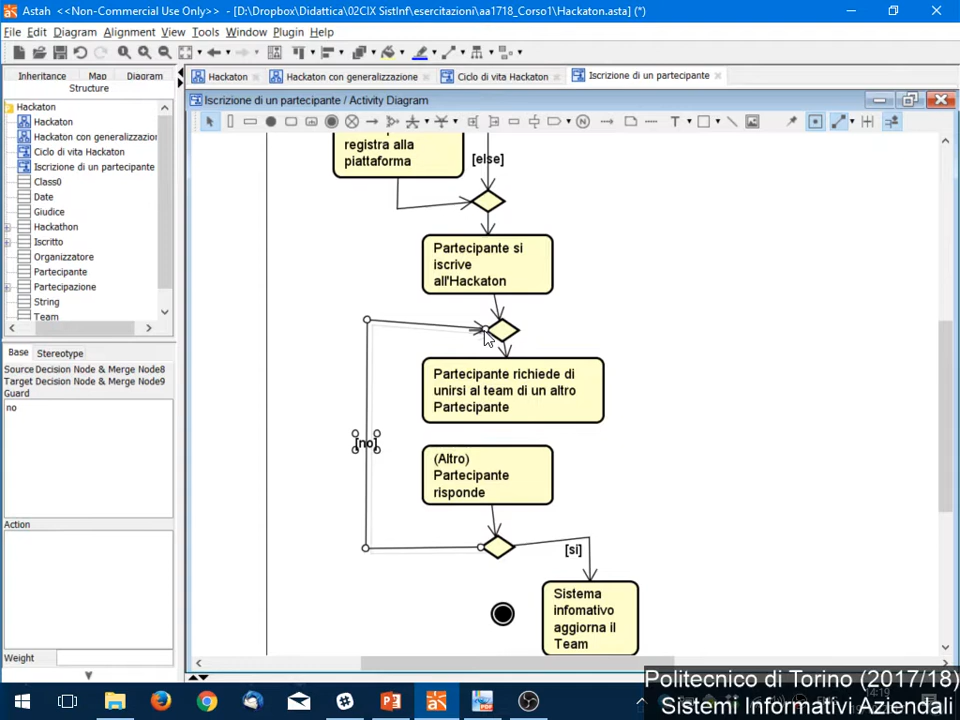 Astah <<Non-Commercial Use Only>> - [D:\Dropbox\Didattica\02CIX SistInf\esercitazioni\aa1718_Corso1\Hackaton.asta] (*)
File Edit Diagram Alignment View Tools Window Plugin Help
Inheritance Map Diagram
Structure
Hackaton
Hackaton
Hackaton con generalizzazion
Ciclo di vita Hackaton
Iscrizione di un partecipante
Class0
Date
Giudice
Hackathon
Iscritto
Organizzatore
Partecipante
Partecipazione
String
Team
Base Stereotype
Source Decision Node & Merge Node8
Target Decision Node & Merge Node9
Guard
no
Action
Weight
Hackaton
Hackaton con generalizzazione
Ciclo di vita Hackaton
Iscrizione di un partecipante
Iscrizione di un partecipante / Activity Diagram
registra alla
piattaforma
[else]
Partecipante si
iscrive
all'Hackaton
Partecipante richiede di
unirsi al team di un altro
Partecipante
[no]
(Altro)
Partecipante
risponde
[si]
Sistema
infomativo
aggiorna il
Team
Politecnico di Torino (2017/18)
14:19
Sistemi Informativi Aziendali